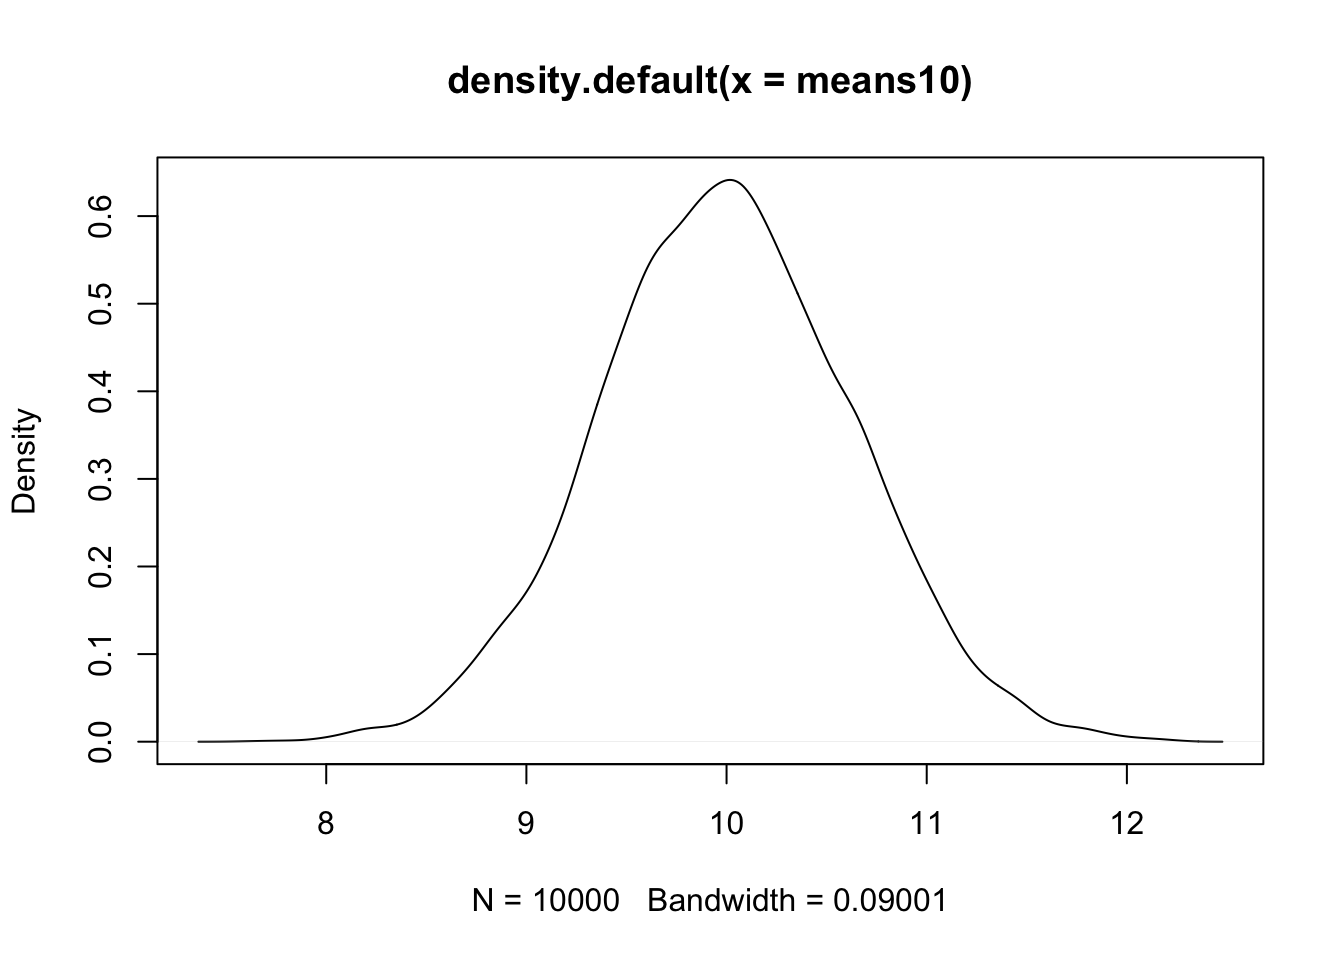 density.default(x = means10)
Density
0.6
0.5
0.4
0.3
0.2
0.1
0.0
8 9 10 11 12
N = 10000 Bandwidth = 0.09001